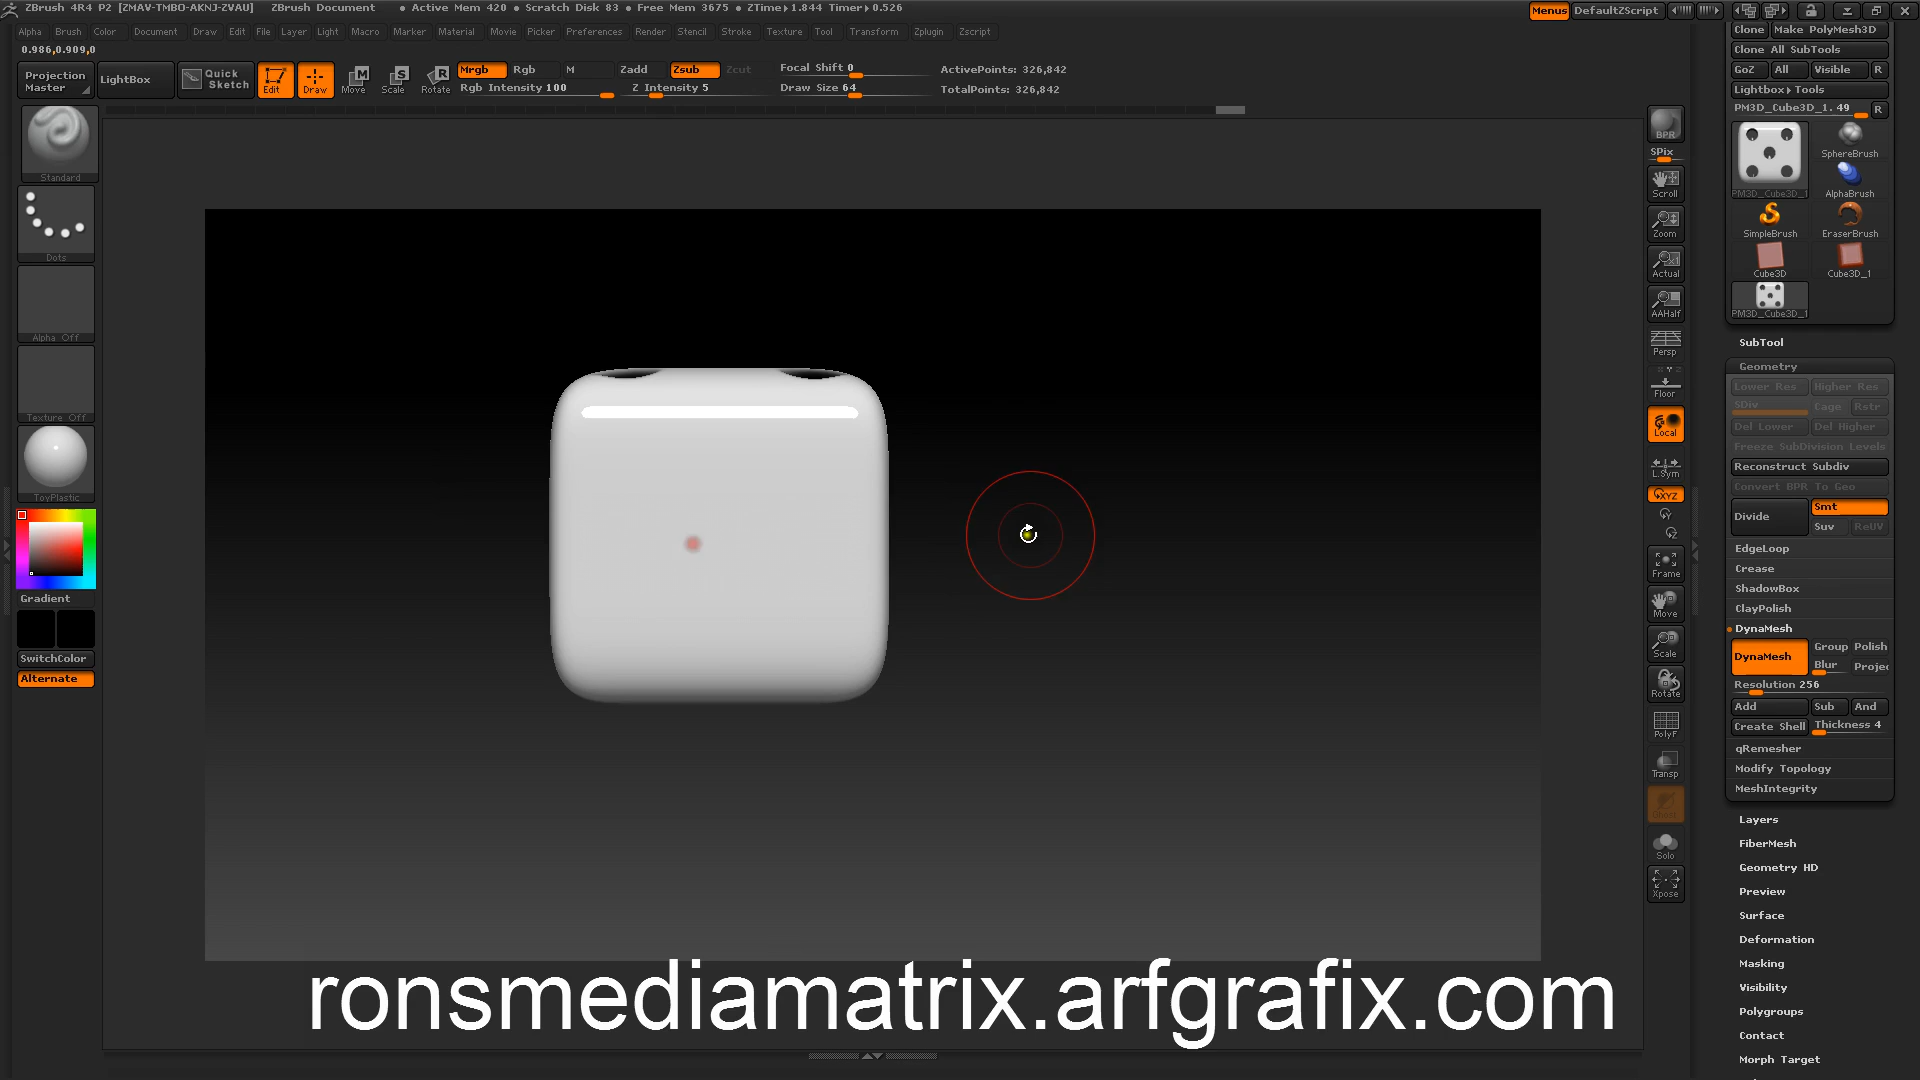 ZBrush 4R4 P2 [ZMAV-TMBO-AKNJ-ZVAU] ZBrush Document • Active Mem 420 • Scratch Disk 83 • Free Mem 3675 • ZTime▸1.844 Timer▸0.526 Menus DefaultZScript
Alpha Brush Color Document Draw Edit File Layer Light Macro Marker Material Movie Picker Preferences Render Stencil Stroke Texture Tool Transform Zplugin Zscript
0.986,0.909,0
Projection Master
LightBox
Quick Sketch
Edit
Draw
Move
Scale
Rotate
Mrgb Rgb M
Rgb Intensity 100
Zadd Zsub Zcut
Z Intensity 5
Focal Shift 0
Draw Size 64
ActivePoints: 326,842
TotalPoints: 326,842
Standard
Dots
Alpha Off
Texture Off
ToyPlastic
Gradient
SwitchColor
Alternate
BPR
SPix
Scroll
Zoom
Actual
AAHalf
Persp
Floor
Local
L.Sym
XYZ
Y
Z
Frame
Move
Scale
Rotate
PolyF
Transp
Solo
Xpose
Clone Make PolyMesh3D
Clone All SubTools
GoZ All Visible R
Lightbox▸Tools
PM3D_Cube3D_1. 49 R
PM3D_Cube3D_1
SphereBrush
AlphaBrush
SimpleBrush
EraserBrush
Cube3D
Cube3D_1
PM3D_Cube3D_1
SubTool
Geometry
Lower Res Higher Res
SDiv Cage Rstr
Del Lower Del Higher
Freeze SubDivision Levels
Reconstruct Subdiv
Convert BPR To Geo
Divide Smt
Suv ReUV
EdgeLoop
Crease
ShadowBox
ClayPolish
DynaMesh
DynaMesh Group Polish
Blur Projec
Resolution 256
Add Sub And
Create Shell Thickness 4
qRemesher
Modify Topology
MeshIntegrity
Layers
FiberMesh
Geometry HD
Preview
Surface
Deformation
Masking
Visibility
Polygroups
Contact
Morph Target
ronsmediamatrix.arfgrafix.com